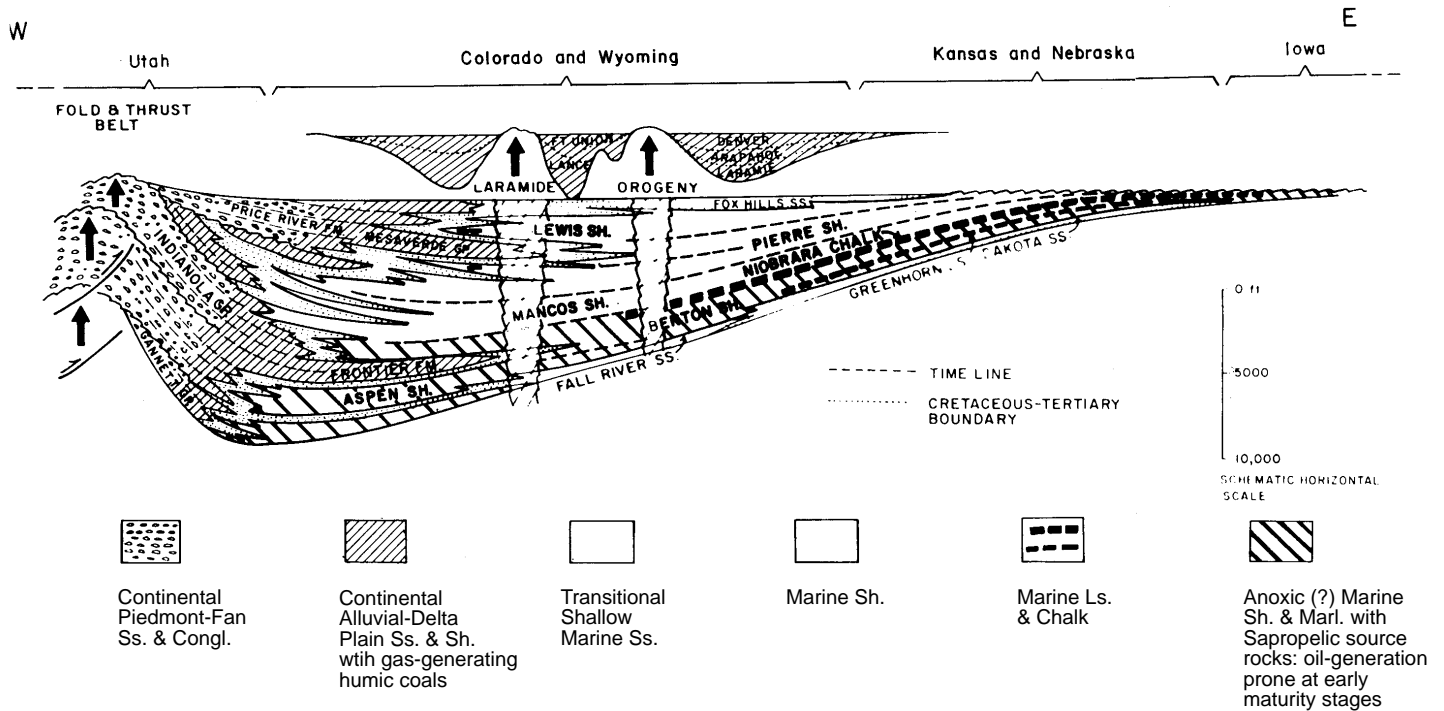 W
E
Utah
Colorado and Wyoming
Kansas and Nebraska
Iowa
FOLD & THRUST
BELT
FT UNION
LANCE
DENVER
ARAPAHOE
LARAMIE
LARAMIDE
OROGENY
PRICE RIVER FM.
MESAVERDE GP.
LEWIS SH.
FOX HILLS SS.
PIERRE SH.
INDIANOLA GP.
NIOBRARA CHALK
MANCOS SH.
BENTON SH.
GREENHORN
DAKOTA SS.
GANNETT GP.
FRONTIER FM.
ASPEN SH.
FALL RIVER SS.
TIME LINE
CRETACEOUS-TERTIARY
BOUNDARY
0 ft
5000
10,000
SCHEMATIC HORIZONTAL
SCALE
Continental
Piedmont-Fan
Ss. & Congl.
Continental
Alluvial-Delta
Plain Ss. & Sh.
wtih gas-generating
humic coals
Transitional
Shallow
Marine Ss.
Marine Sh.
Marine Ls.
& Chalk
Anoxic (?) Marine
Sh. & Marl. with
Sapropelic source
rocks: oil-generation
prone at early
maturity stages